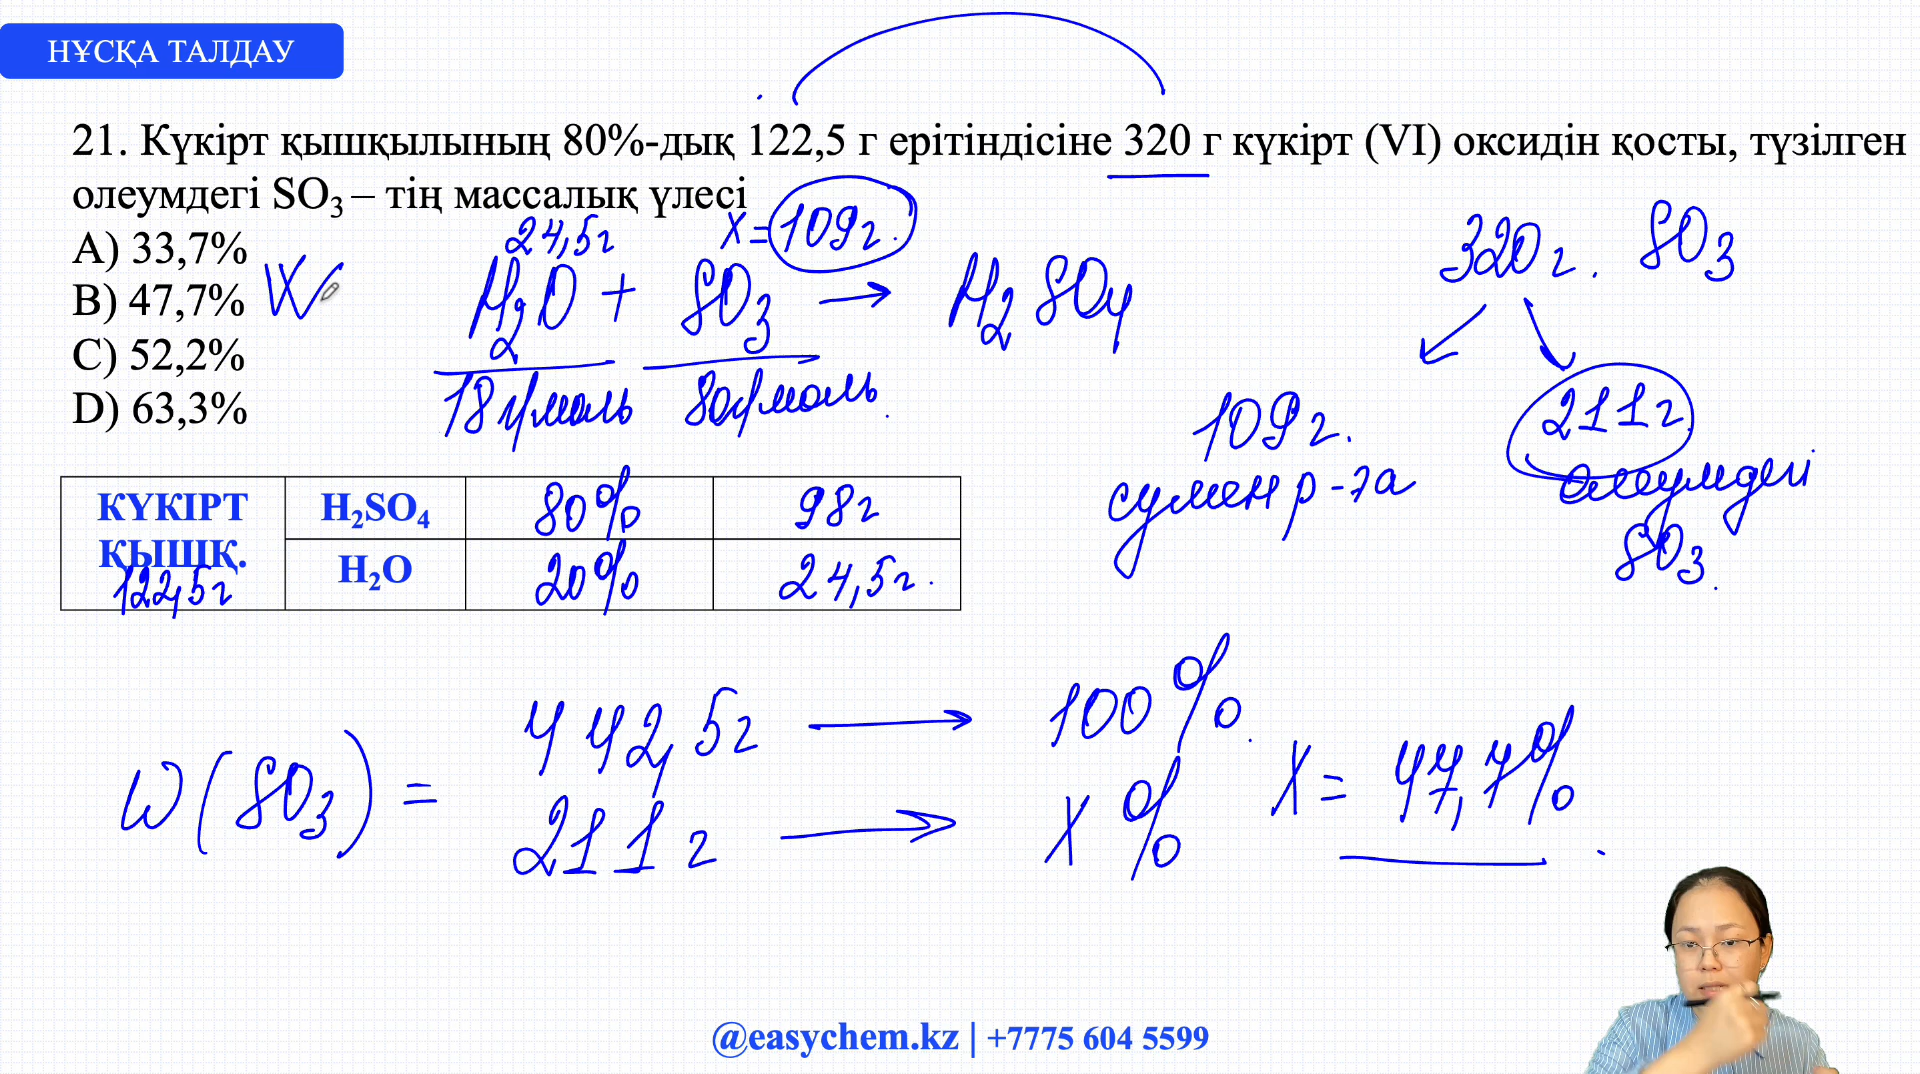 НҰСҚА ТАЛДАУ
21. Күкірт қышқылының 80%-дық 122,5 г ерітіндісіне 320 г күкірт (VI) оксидін қосты, түзілген
олеумдегі SO₃ – тің массалық үлесі
A) 33,7%
B) 47,7%
C) 52,2%
D) 63,3%
24,5г x=109г.
H₂O + SO₃ → H₂SO₄
18г/моль 80г/моль.
320г. SO₃
109г.
сумен р-га
211г
олеумдегі
SO₃.
КҮКІРТ ҚЫШҚ. 122,5г
H₂SO₄ 80% 98г
H₂O 20% 24,5г.
W(SO₃) =
442,5г → 100%.
211г → x%
x = 47,7%
@easychem.kz | +7775 604 5599